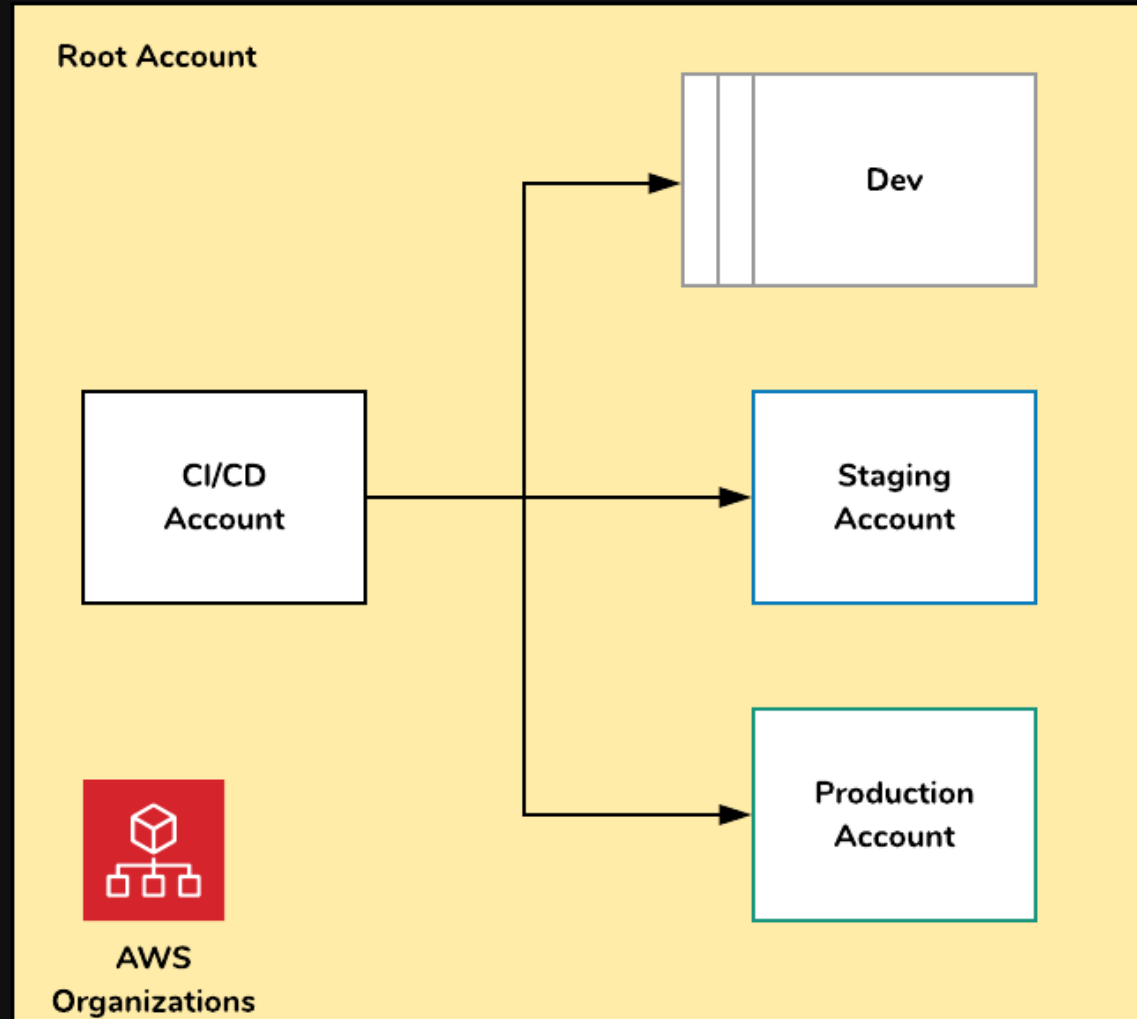 Root Account
Dev
CI/CD
Account
Staging
Account
Production
Account
AWS
Organizations